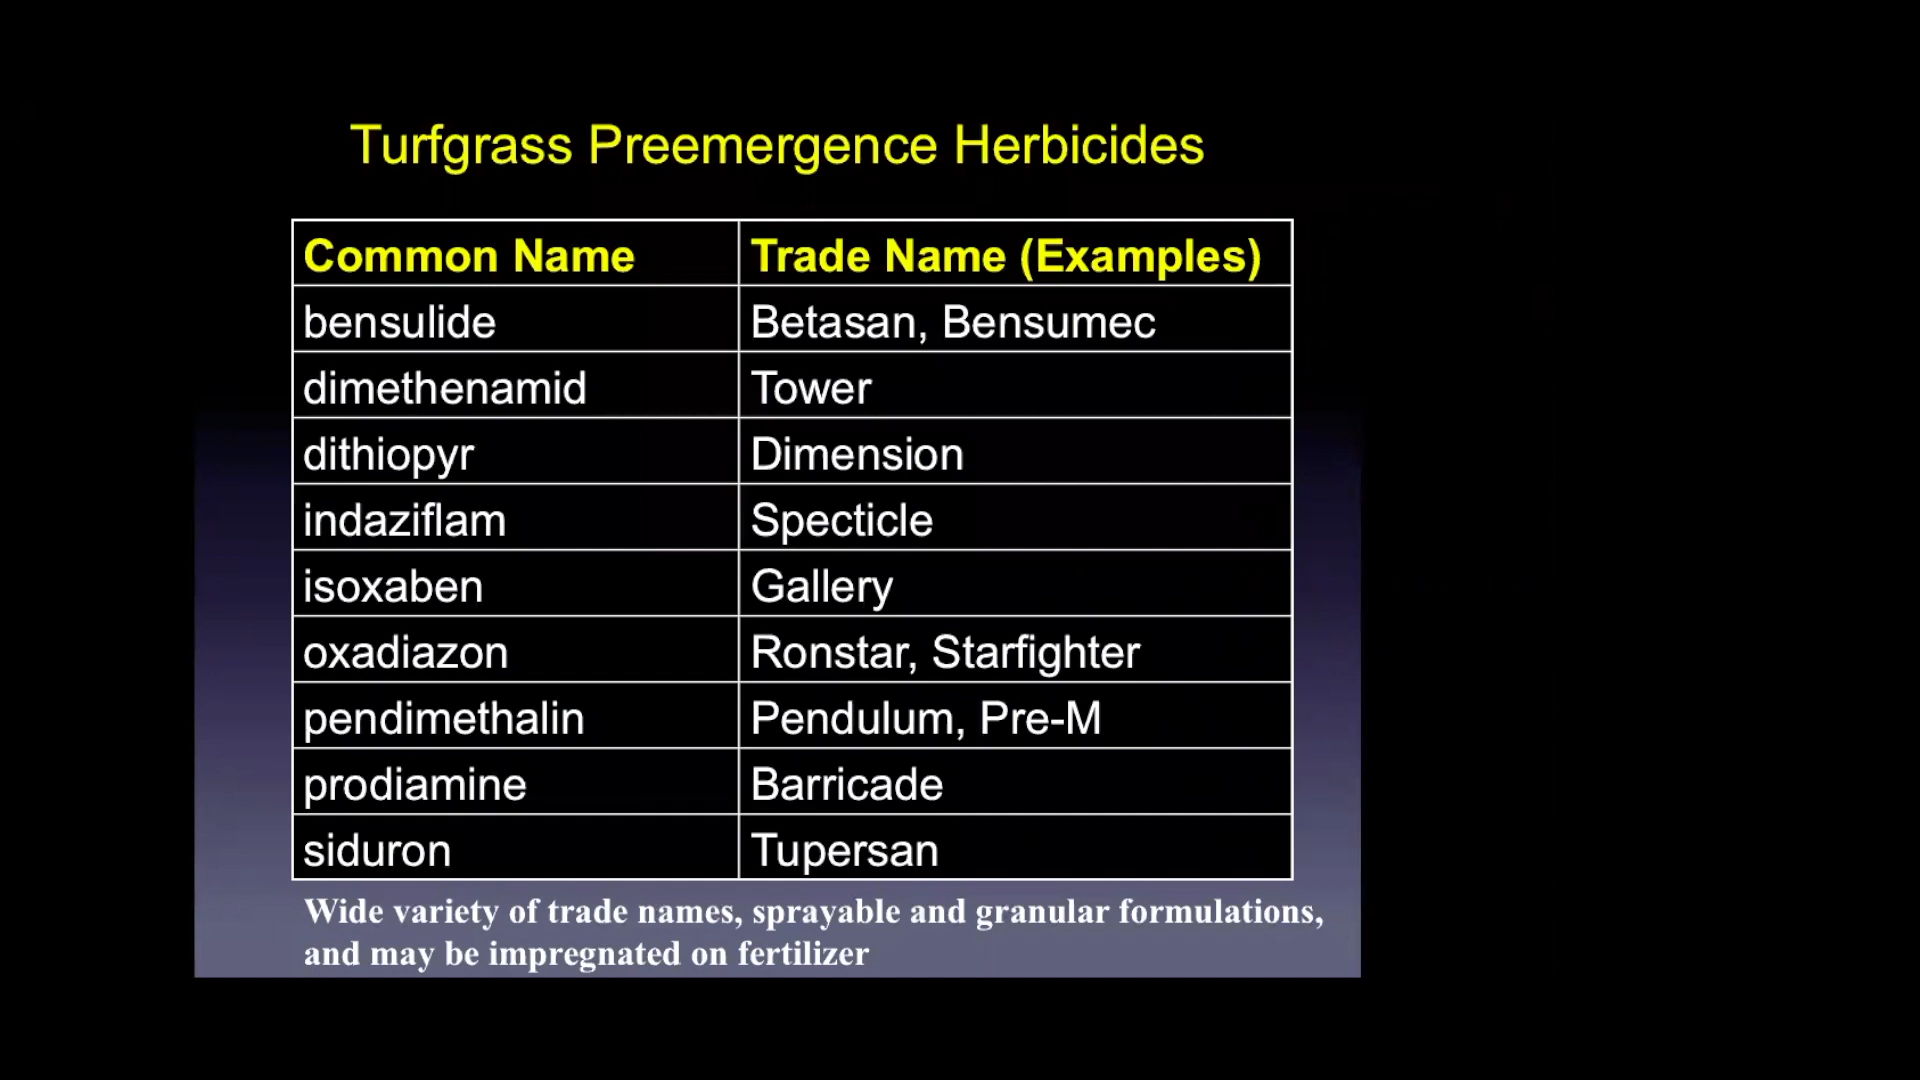 Turfgrass Preemergence Herbicides
Common Name Trade Name (Examples)
bensulide Betasan, Bensumec
dimethenamid Tower
dithiopyr Dimension
indaziflam Specticle
isoxaben Gallery
oxadiazon Ronstar, Starfighter
pendimethalin Pendulum, Pre-M
prodiamine Barricade
siduron Tupersan
Wide variety of trade names, sprayable and granular formulations,
and may be impregnated on fertilizer